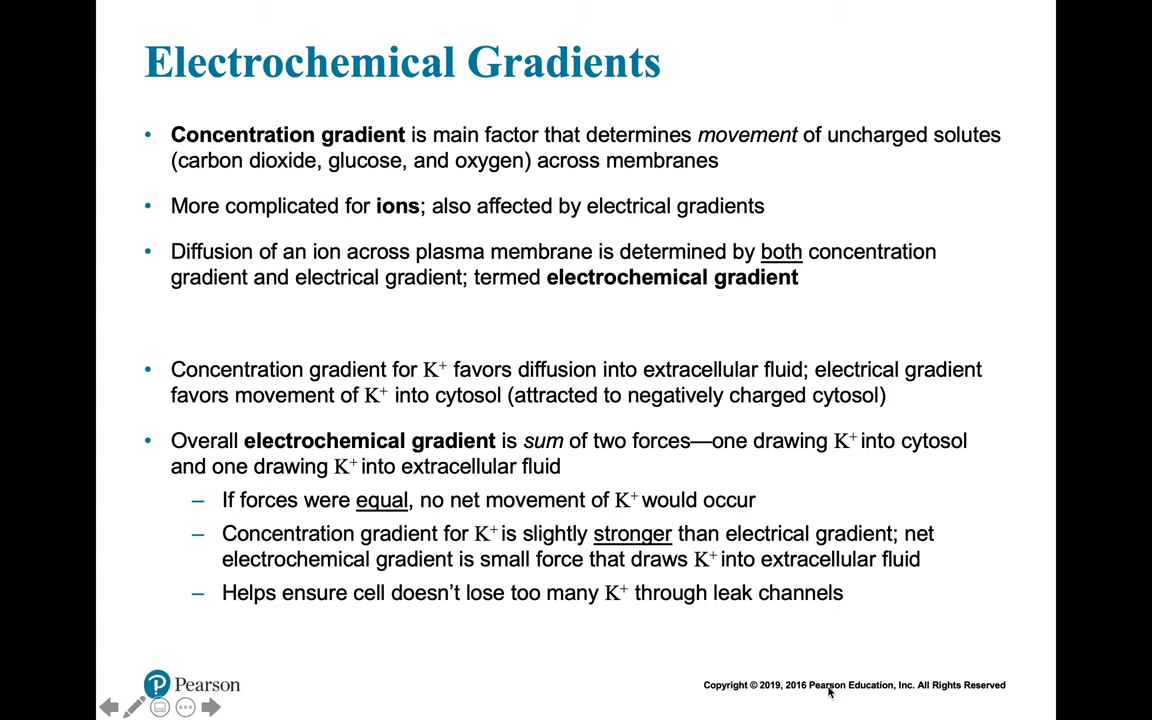 Electrochemical Gradients
• Concentration gradient is main factor that determines movement of uncharged solutes
(carbon dioxide, glucose, and oxygen) across membranes
• More complicated for ions; also affected by electrical gradients
• Diffusion of an ion across plasma membrane is determined by both concentration
gradient and electrical gradient; termed electrochemical gradient
• Concentration gradient for K⁺ favors diffusion into extracellular fluid; electrical gradient
favors movement of K⁺ into cytosol (attracted to negatively charged cytosol)
• Overall electrochemical gradient is sum of two forces—one drawing K⁺ into cytosol
and one drawing K⁺ into extracellular fluid
– If forces were equal, no net movement of K⁺ would occur
– Concentration gradient for K⁺ is slightly stronger than electrical gradient; net
electrochemical gradient is small force that draws K⁺ into extracellular fluid
– Helps ensure cell doesn’t lose too many K⁺ through leak channels
P Pearson
Copyright © 2019, 2016 Pearson Education, Inc. All Rights Reserved